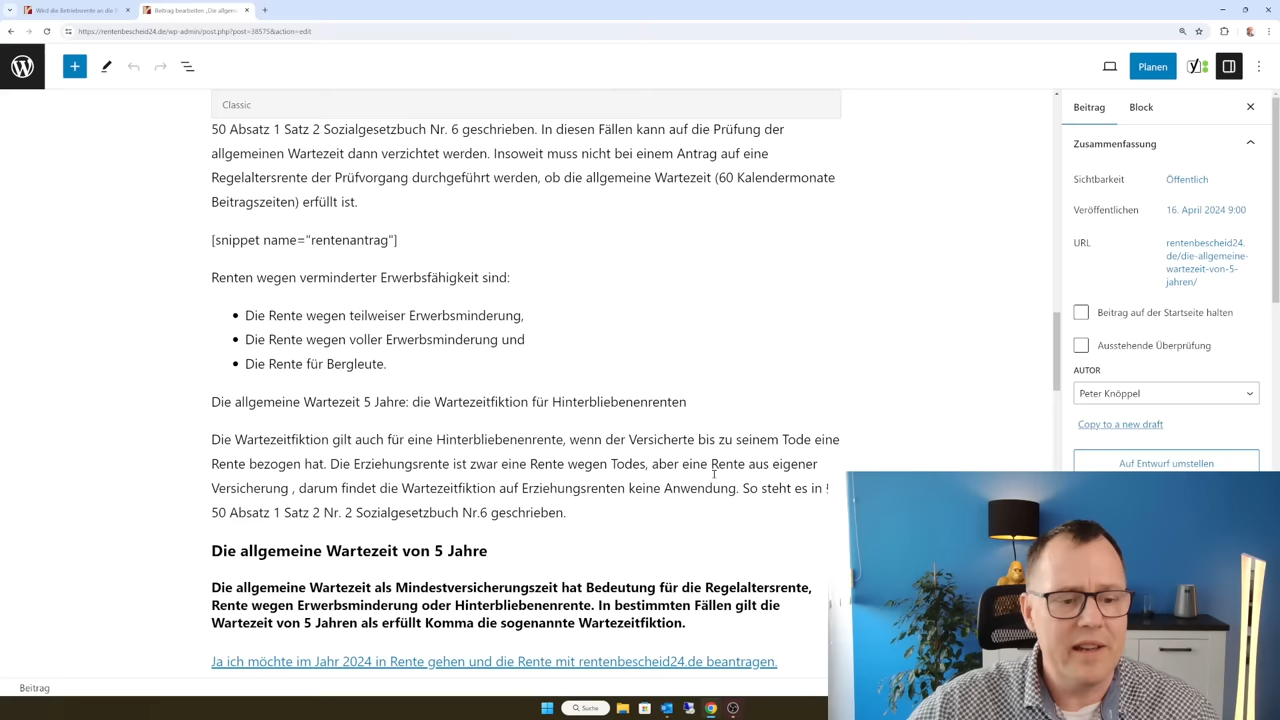 Wird die Betriebsrente an die
Beitrag bearbeiten „Die allgem
https://rentenbescheid24.de/wp-admin/post.php?post=38575&action=edit
Planen
Classic
50 Absatz 1 Satz 2 Sozialgesetzbuch Nr. 6 geschrieben. In diesen Fällen kann auf die Prüfung der
allgemeinen Wartezeit dann verzichtet werden. Insoweit muss nicht bei einem Antrag auf eine
Regelaltersrente der Prüfvorgang durchgeführt werden, ob die allgemeine Wartezeit (60 Kalendermonate
Beitragszeiten) erfüllt ist.
[snippet name="rentenantrag"]
Renten wegen verminderter Erwerbsfähigkeit sind:
• Die Rente wegen teilweiser Erwerbsminderung,
• Die Rente wegen voller Erwerbsminderung und
• Die Rente für Bergleute.
Die allgemeine Wartezeit 5 Jahre: die Wartezeitfiktion für Hinterbliebenenrenten
Die Wartezeitfiktion gilt auch für eine Hinterbliebenenrente, wenn der Versicherte bis zu seinem Tode eine
Rente bezogen hat. Die Erziehungsrente ist zwar eine Rente wegen Todes, aber eine Rente aus eigener
Versicherung , darum findet die Wartezeitfiktion auf Erziehungsrenten keine Anwendung. So steht es in
50 Absatz 1 Satz 2 Nr. 2 Sozialgesetzbuch Nr.6 geschrieben.
Die allgemeine Wartezeit von 5 Jahre
Die allgemeine Wartezeit als Mindestversicherungszeit hat Bedeutung für die Regelaltersrente,
Rente wegen Erwerbsminderung oder Hinterbliebenenrente. In bestimmten Fällen gilt die
Wartezeit von 5 Jahren als erfüllt Komma die sogenannte Wartezeitfiktion.
Ja ich möchte im Jahr 2024 in Rente gehen und die Rente mit rentenbescheid24.de beantragen.
Beitrag
Suche
Beitrag Block
Zusammenfassung
Sichtbarkeit Öffentlich
Veröffentlichen 16. April 2024 9:00
URL rentenbescheid24.
de/die-allgemeine-
wartezeit-von-5-
jahren/
Beitrag auf der Startseite halten
Ausstehende Überprüfung
AUTOR
Peter Knöppel
Copy to a new draft
Auf Entwurf umstellen